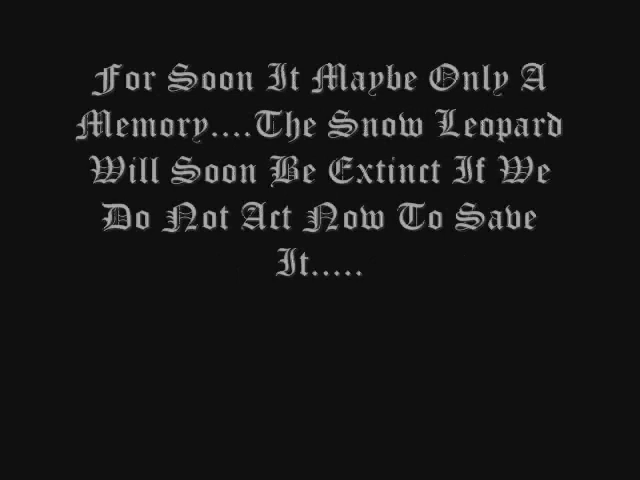 For Soon It Maybe Only A
Memory....The Snow Leopard
Will Soon Be Extinct If We
Do Not Act Now To Save
It.....